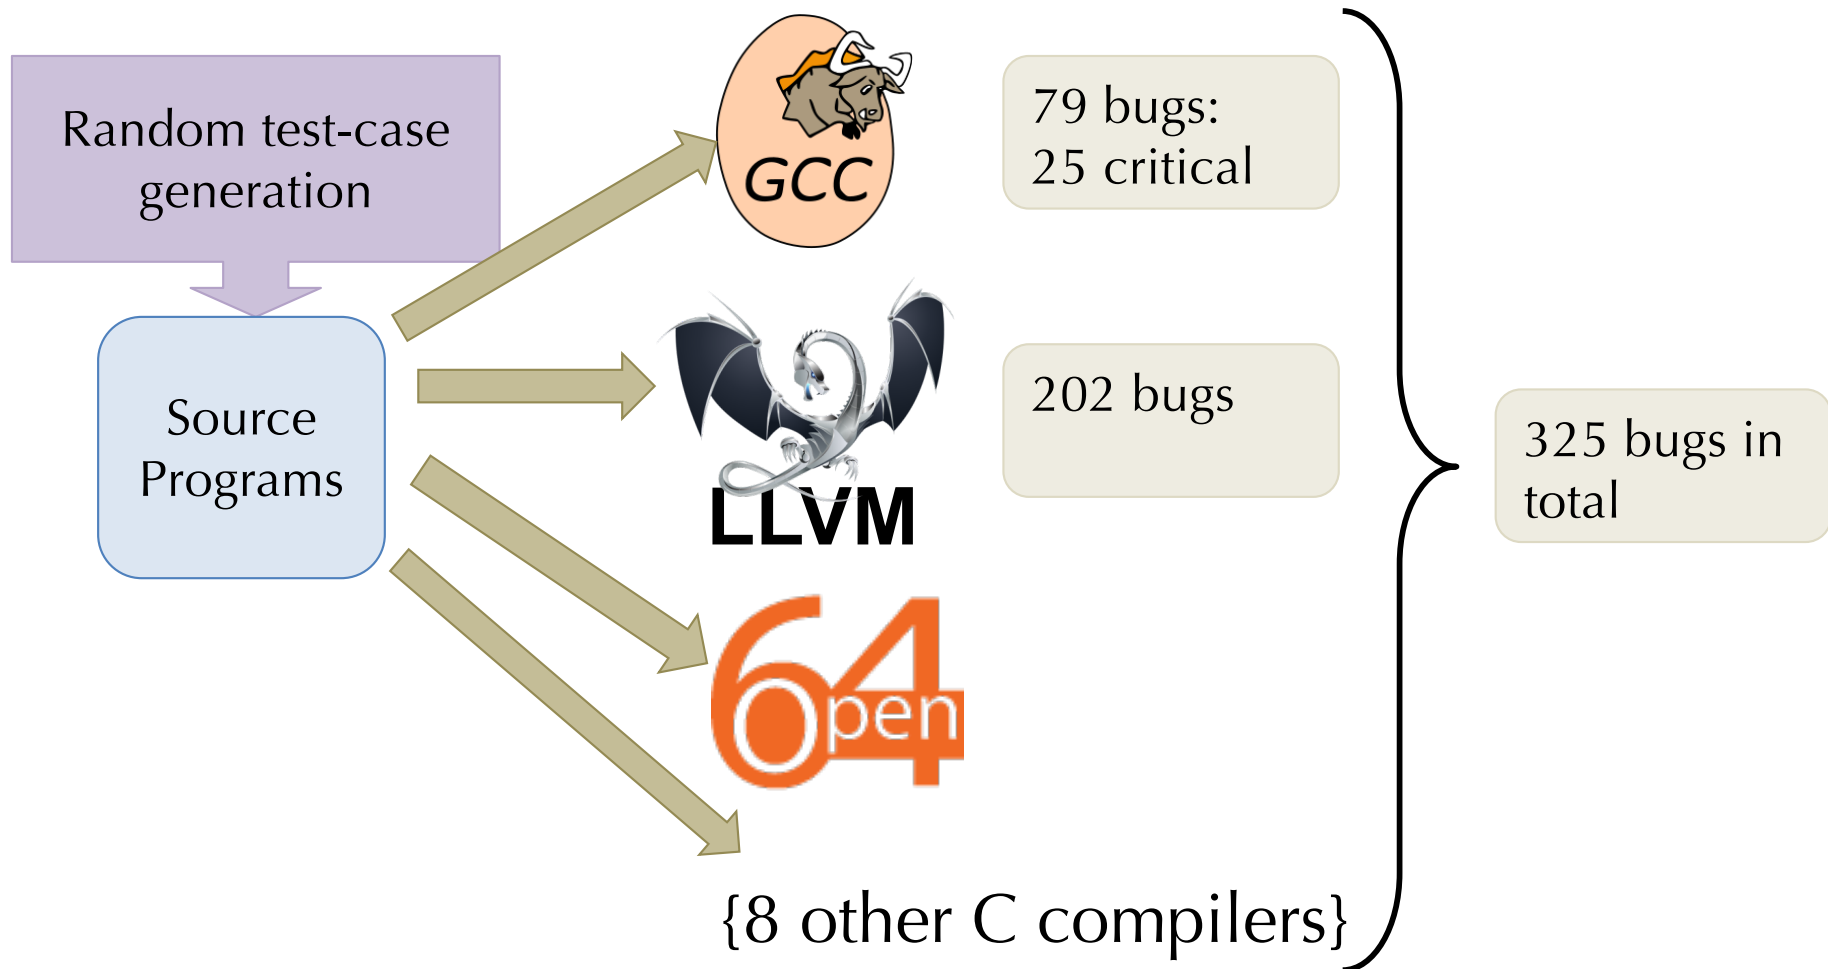 Random test-case
generation
Source
Programs
GCC
79 bugs:
25 critical
LLVM
202 bugs
64
Open
{8 other C compilers}
325 bugs in
total